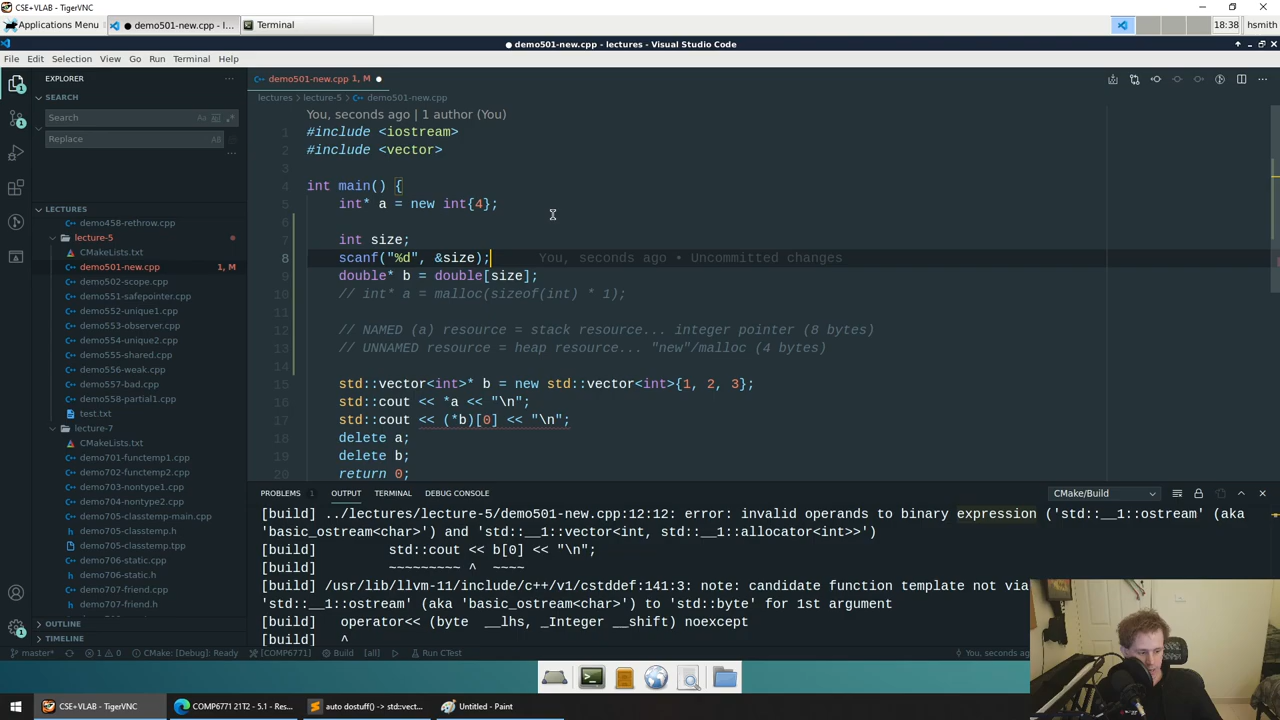 CSE+VLAB - TigerVNC
Applications Menu
● demo501-new.cpp - l...
Terminal
18:38
hsmith
● demo501-new.cpp - lectures - Visual Studio Code
File Edit Selection View Go Run Terminal Help
EXPLORER
SEARCH
Search
Replace
LECTURES
demo458-rethrow.cpp
lecture-5
CMakeLists.txt
demo501-new.cpp 1, M
demo502-scope.cpp
demo551-safepointer.cpp
demo552-unique1.cpp
demo553-observer.cpp
demo554-unique2.cpp
demo555-shared.cpp
demo556-weak.cpp
demo557-bad.cpp
demo558-partial1.cpp
test.txt
lecture-7
CMakeLists.txt
demo701-functemp1.cpp
demo702-functemp2.cpp
demo703-nontype1.cpp
demo704-nontype2.cpp
demo705-classtemp-main.cpp
demo705-classtemp.h
demo705-classtemp.tpp
demo706-static.cpp
demo706-static.h
demo707-friend.cpp
demo707-friend.h
OUTLINE
TIMELINE
demo501-new.cpp 1, M ●
lectures > lecture-5 > demo501-new.cpp
You, seconds ago | 1 author (You)
1 #include <iostream>
2 #include <vector>
3
4 int main() {
5 int* a = new int{4};
6
7 int size;
8 scanf("%d", &size); You, seconds ago • Uncommitted changes
9 double* b = double[size];
10 // int* a = malloc(sizeof(int) * 1);
11
12 // NAMED (a) resource = stack resource... integer pointer (8 bytes)
13 // UNNAMED resource = heap resource... "new"/malloc (4 bytes)
14
15 std::vector<int>* b = new std::vector<int>{1, 2, 3};
16 std::cout << *a << "\n";
17 std::cout << (*b)[0] << "\n";
18 delete a;
19 delete b;
20 return 0;
PROBLEMS 1 OUTPUT TERMINAL DEBUG CONSOLE
CMake/Build
[build] ../lectures/lecture-5/demo501-new.cpp:12:12: error: invalid operands to binary expression ('std::__1::ostream' (aka
'basic_ostream<char>') and 'std::__1::vector<int, std::__1::allocator<int>>')
[build] std::cout << b[0] << "\n";
[build] ~~~~~~~~~ ^ ~~~~
[build] /usr/lib/llvm-11/include/c++/v1/cstddef:141:3: note: candidate function template not via
'std::__1::ostream' (aka 'basic_ostream<char>') to 'std::byte' for 1st argument
[build] operator<< (byte __lhs, _Integer __shift) noexcept
[build] ^
master* 1 0 CMake: [Debug]: Ready [COMP6771] Build [all] Run CTest
You, seconds ag
CSE+VLAB - TigerVNC
COMP6771 21T2 - 5.1 - Res...
auto dostuff() -> std::vect...
Untitled - Paint